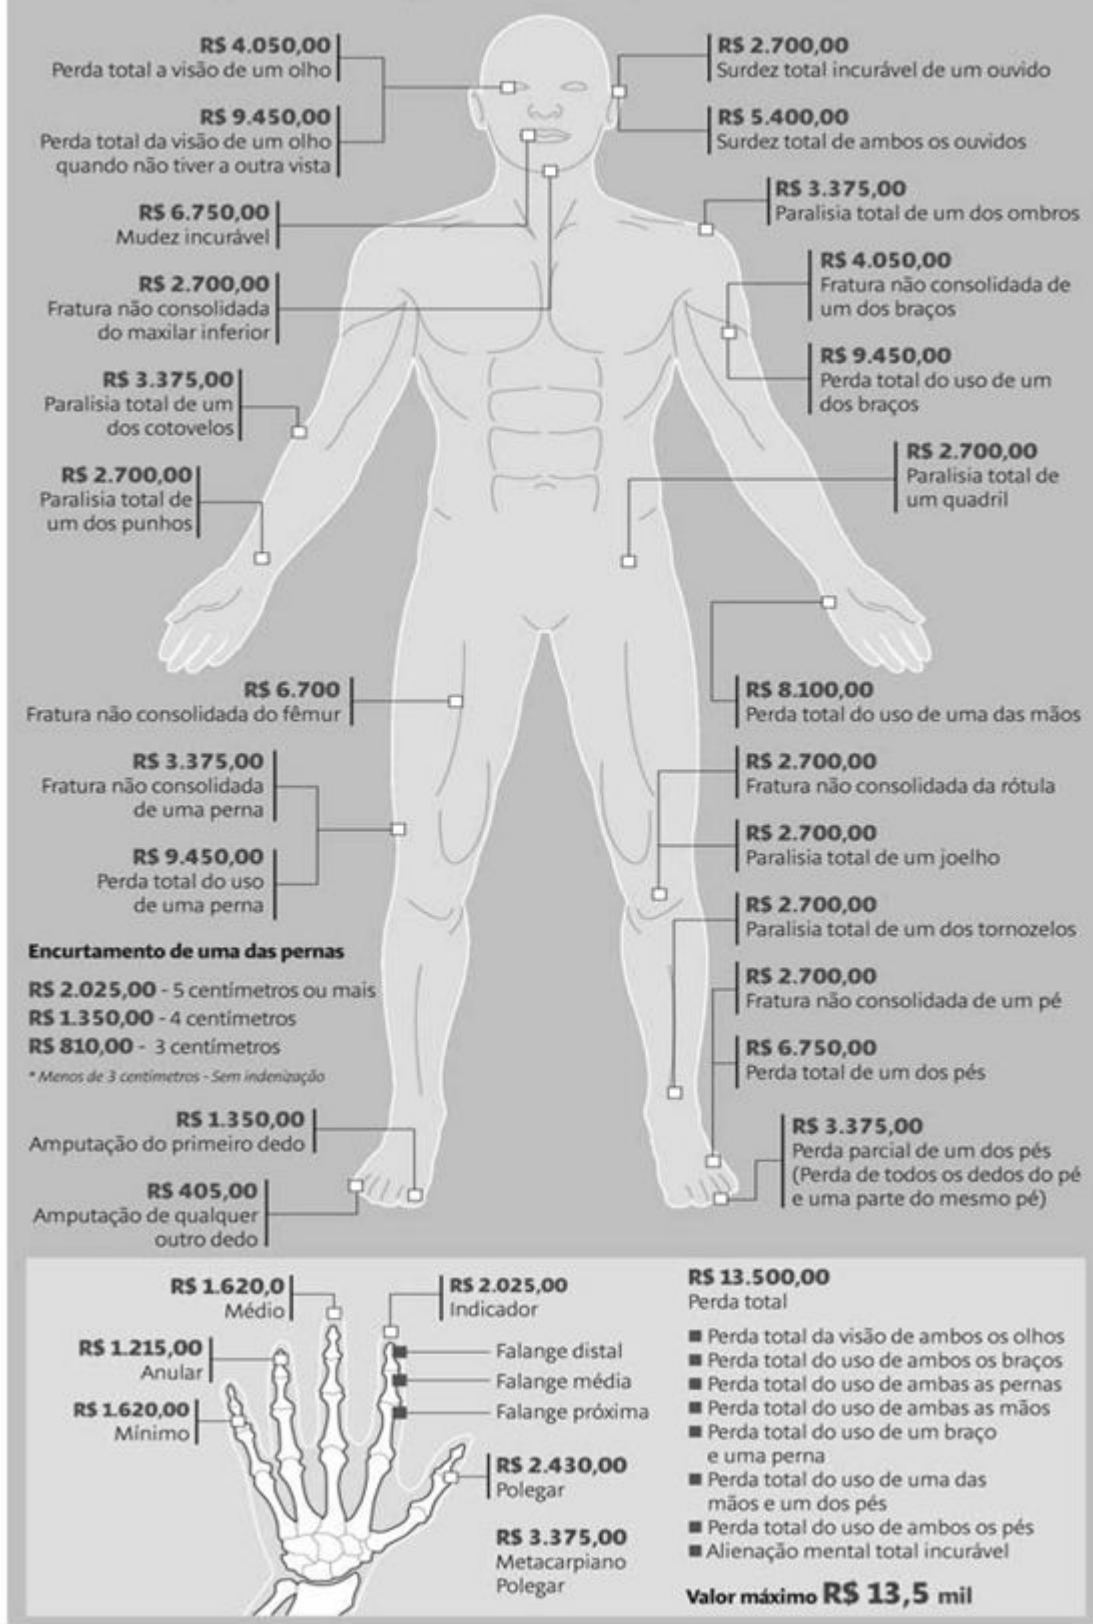 R$ 4.050,00
Perda total a visão de um olho
R$ 9.450,00
Perda total da visão de um olho
quando não tiver a outra vista
R$ 6.750,00
Mudez incurável
R$ 2.700,00
Fratura não consolidada
do maxilar inferior
R$ 3.375,00
Paralisia total de um
dos cotovelos
R$ 2.700,00
Paralisia total de
um dos punhos
R$ 2.700,00
Surdez total incurável de um ouvido
R$ 5.400,00
Surdez total de ambos os ouvidos
R$ 3.375,00
Paralisia total de um dos ombros
R$ 4.050,00
Fratura não consolidada de
um dos braços
R$ 9.450,00
Perda total do uso de um
dos braços
R$ 2.700,00
Paralisia total de
um quadril
R$ 6.700
Fratura não consolidada do fêmur
R$ 3.375,00
Fratura não consolidada
de uma perna
R$ 9.450,00
Perda total do uso
de uma perna
Encurtamento de uma das pernas
R$ 2.025,00 - 5 centímetros ou mais
R$ 1.350,00 - 4 centímetros
R$ 810,00 - 3 centímetros
* Menos de 3 centímetros - Sem indenização
R$ 1.350,00
Amputação do primeiro dedo
R$ 405,00
Amputação de qualquer
outro dedo
R$ 8.100,00
Perda total do uso de uma das mãos
R$ 2.700,00
Fratura não consolidada da rótula
R$ 2.700,00
Paralisia total de um joelho
R$ 2.700,00
Paralisia total de um dos tornozelos
R$ 2.700,00
Fratura não consolidada de um pé
R$ 6.750,00
Perda total de um dos pés
R$ 3.375,00
Perda parcial de um dos pés
(Perda de todos os dedos do pé
e uma parte do mesmo pé)
R$ 1.620,0
Médio
R$ 1.215,00
Anular
R$ 1.620,00
Mínimo
R$ 2.025,00
Indicador
Falange distal
Falange média
Falange próxima
R$ 2.430,00
Polegar
R$ 3.375,00
Metacarpiano
Polegar
R$ 13.500,00
Perda total
■ Perda total da visão de ambos os olhos
■ Perda total do uso de ambos os braços
■ Perda total do uso de ambas as pernas
■ Perda total do uso de ambas as mãos
■ Perda total do uso de um braço
e uma perna
■ Perda total do uso de uma das
mãos e um dos pés
■ Perda total do uso de ambos os pés
■ Alienação mental total incurável
Valor máximo R$ 13,5 mil